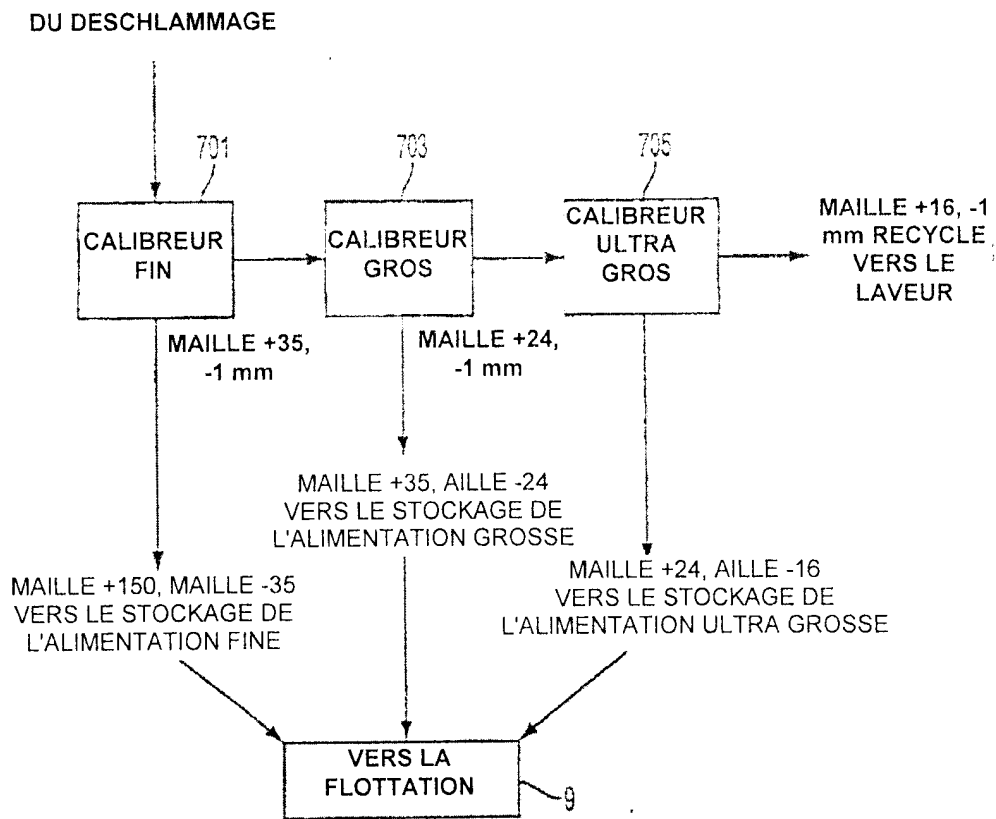 DU DESCHLAMMAGE
701
703
705
CALIBREUR
FIN
CALIBREUR
GROS
CALIBREUR
ULTRA
GROS
MAILLE +16, -1
mm RECYCLE
VERS LE
LAVEUR
MAILLE +35,
-1 mm
MAILLE +24,
-1 mm
MAILLE +35, AILLE -24
VERS LE STOCKAGE DE
L'ALIMENTATION GROSSE
MAILLE +150, MAILLE -35
VERS LE STOCKAGE DE
L'ALIMENTATION FINE
MAILLE +24, AILLE -16
VERS LE STOCKAGE DE
L'ALIMENTATION ULTRA GROSSE
VERS LA
FLOTTATION
9